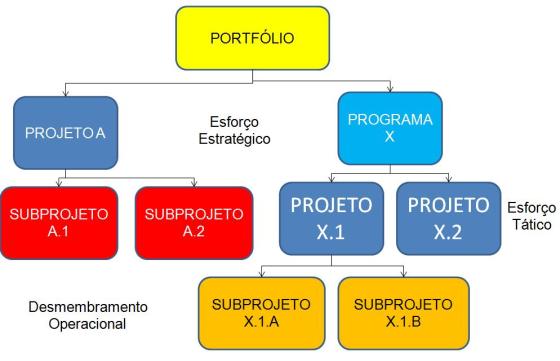 PORTFÓLIO
PROJETO A
Esforço
Estratégico
PROGRAMA
X
SUBPROJETO
A.1
SUBPROJETO
A.2
PROJETO
X.1
PROJETO
X.2
Esforço
Tático
Desmembramento
Operacional
SUBPROJETO
X.1.A
SUBPROJETO
X.1.B